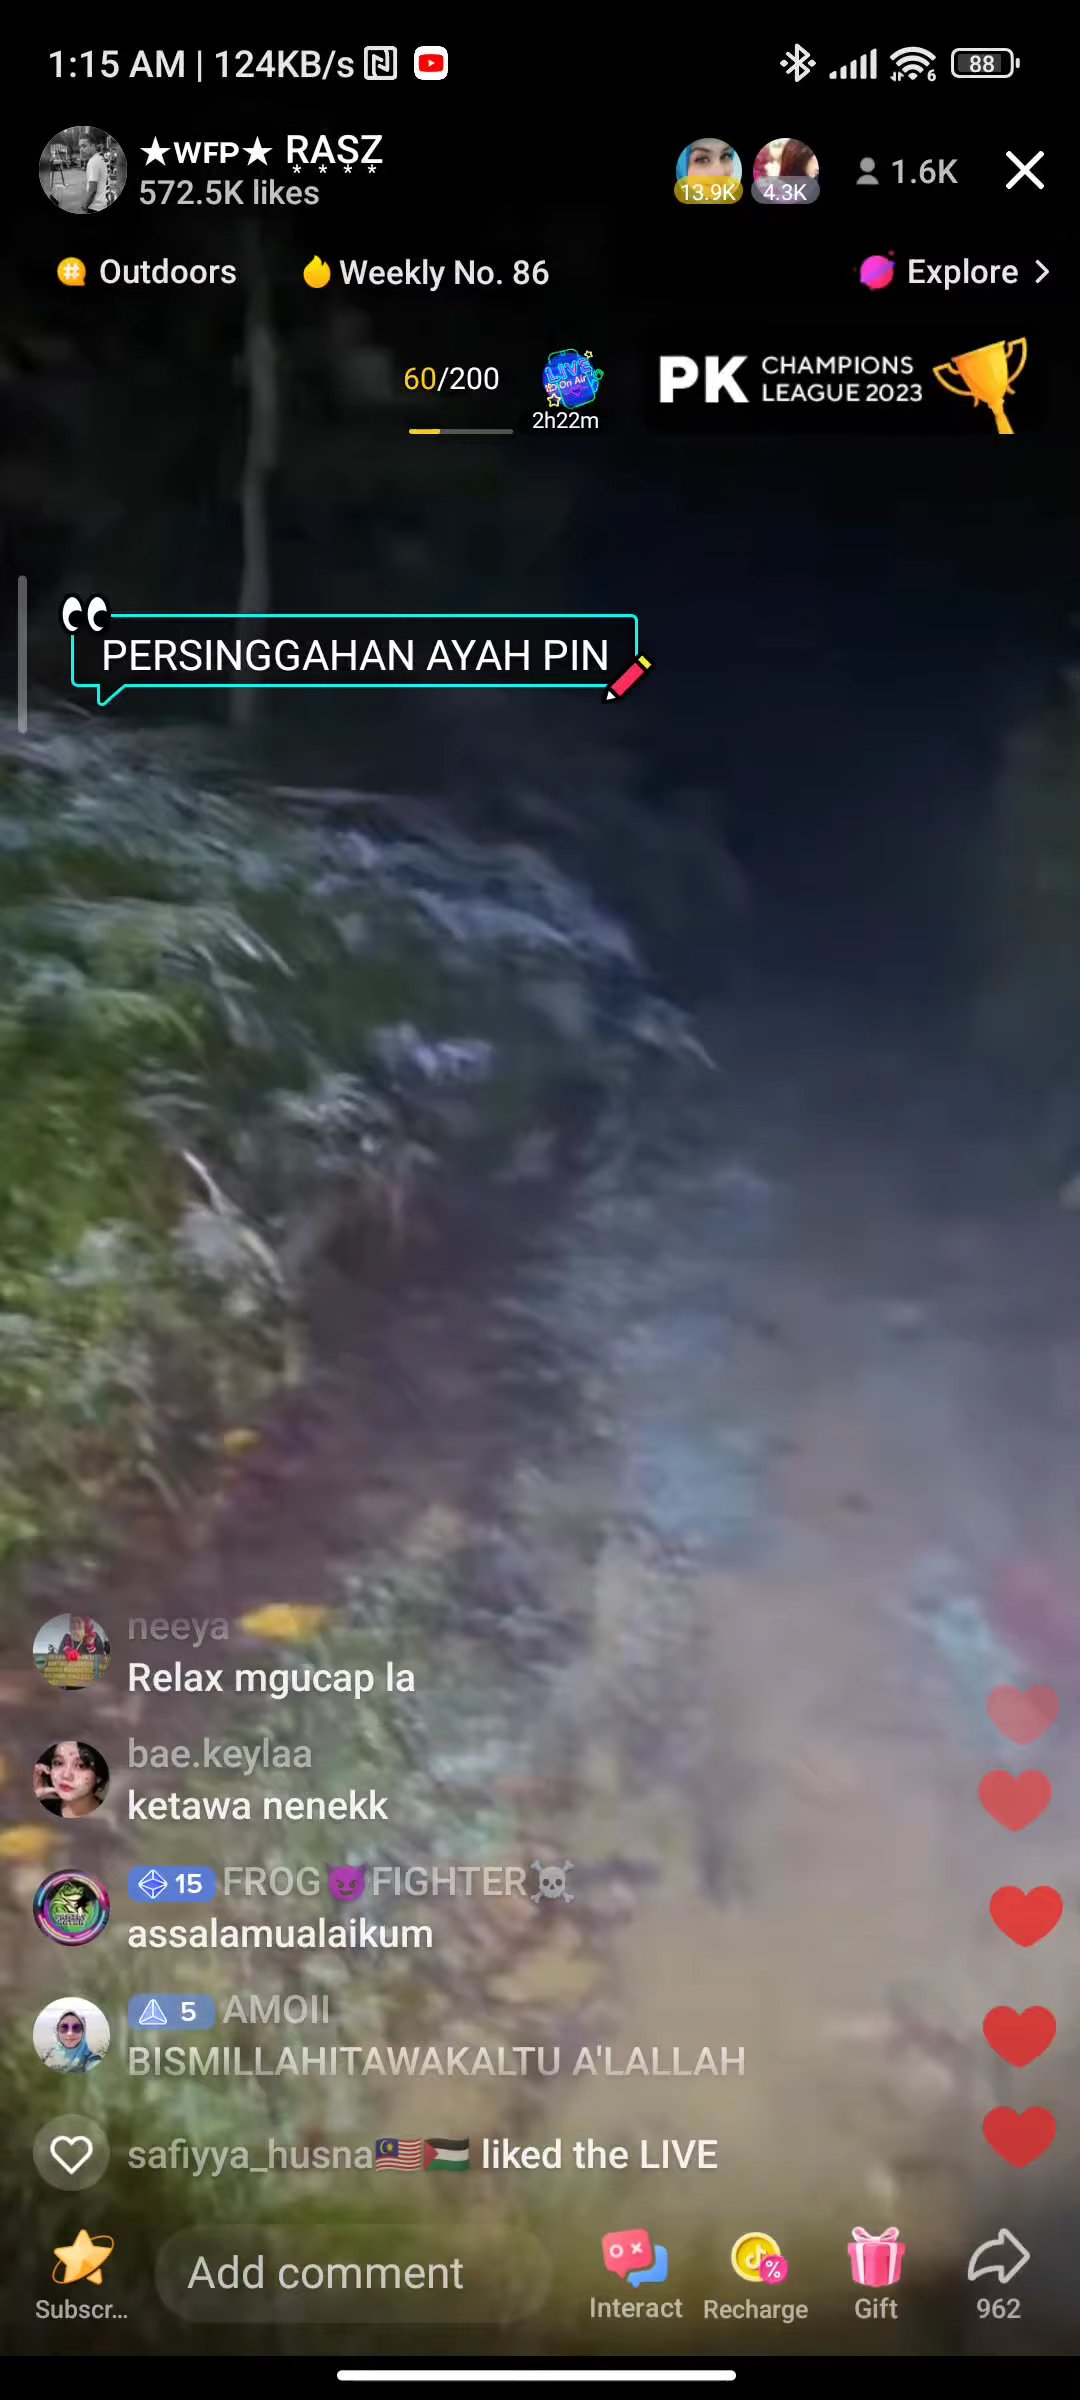 1:15 AM | 124KB/s
88
★WFP★ RASZ
572.5K likes
13.9K
4.3K
1.6K
Outdoors
Weekly No. 86
Explore >
60/200
LIVE
On Air
2h22m
PK CHAMPIONS
LEAGUE 2023
PERSINGGAHAN AYAH PIN
neeya
Relax mgucap la
bae.keylaa
ketawa nenekk
15 FROG😈FIGHTER☠️
assalamualaikum
5 AMOII
BISMILLAHITAWAKALTU A'LALLAH
safiyya_husna🇲🇾🇵🇸 liked the LIVE
Subscr...
Add comment
Interact
Recharge
Gift
962